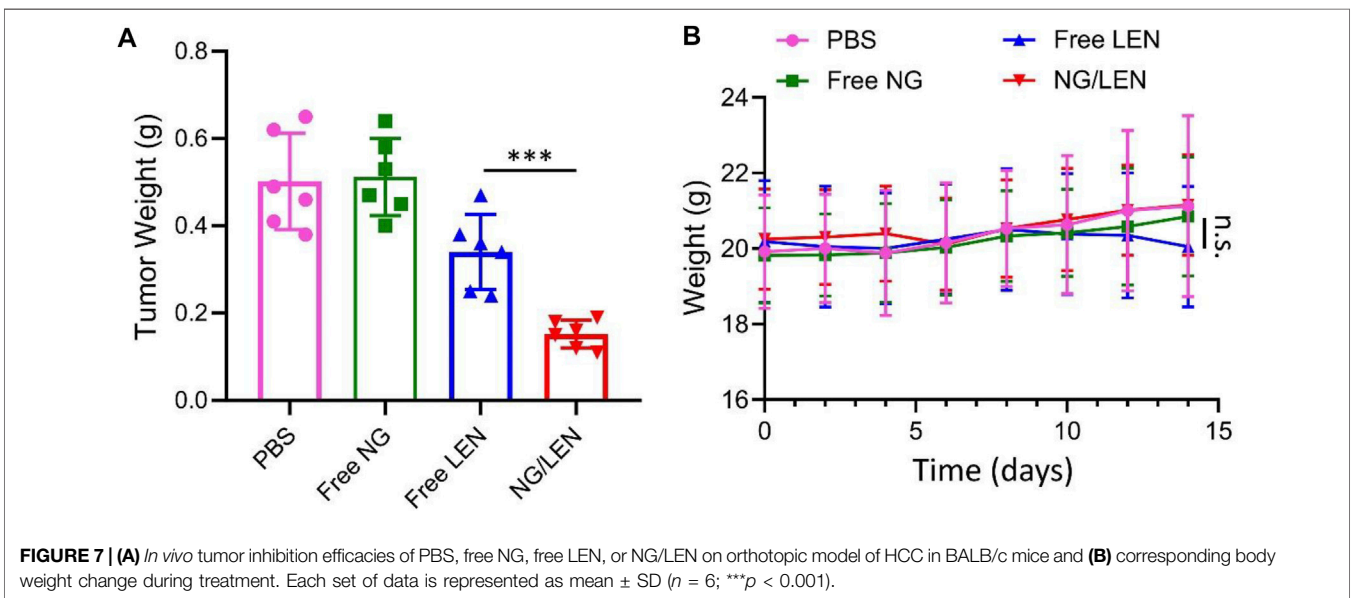 A
Tumor Weight (g)
0.8
0.6
0.4
0.2
0.0
***
PBS
Free NG
Free LEN
NG/LEN
B
PBS
Free LEN
Free NG
NG/LEN
Weight (g)
24
22
20
18
16
n.s.
0
5
10
15
Time (days)
FIGURE 7 | (A) In vivo tumor inhibition efficacies of PBS, free NG, free LEN, or NG/LEN on orthotopic model of HCC in BALB/c mice and (B) corresponding body
weight change during treatment. Each set of data is represented as mean ± SD (n = 6; ***p < 0.001).